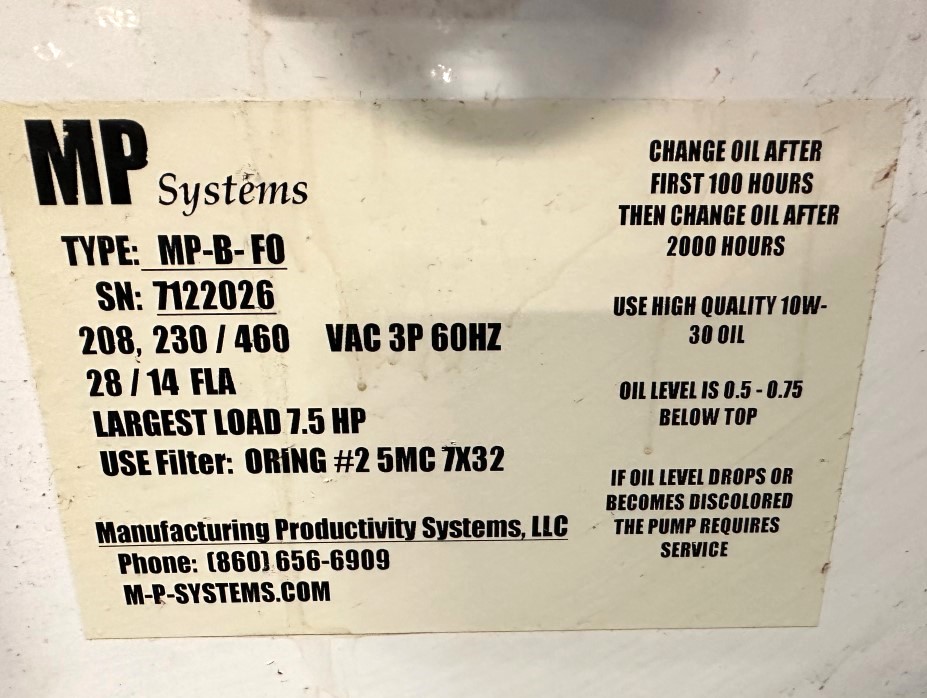 MP Systems
TYPE: MP-B-FO
SN: 7122026
208, 230 / 460 VAC 3P 60HZ
28 / 14 FLA
LARGEST LOAD 7.5 HP
USE Filter: ORING #2 5MC 7X32
Manufacturing Productivity Systems, LLC
Phone: (860) 656-6909
M-P-SYSTEMS.COM
CHANGE OIL AFTER
FIRST 100 HOURS
THEN CHANGE OIL AFTER
2000 HOURS
USE HIGH QUALITY 10W-
30 OIL
OIL LEVEL IS 0.5 - 0.75
BELOW TOP
IF OIL LEVEL DROPS OR
BECOMES DISCOLORED
THE PUMP REQUIRES
SERVICE